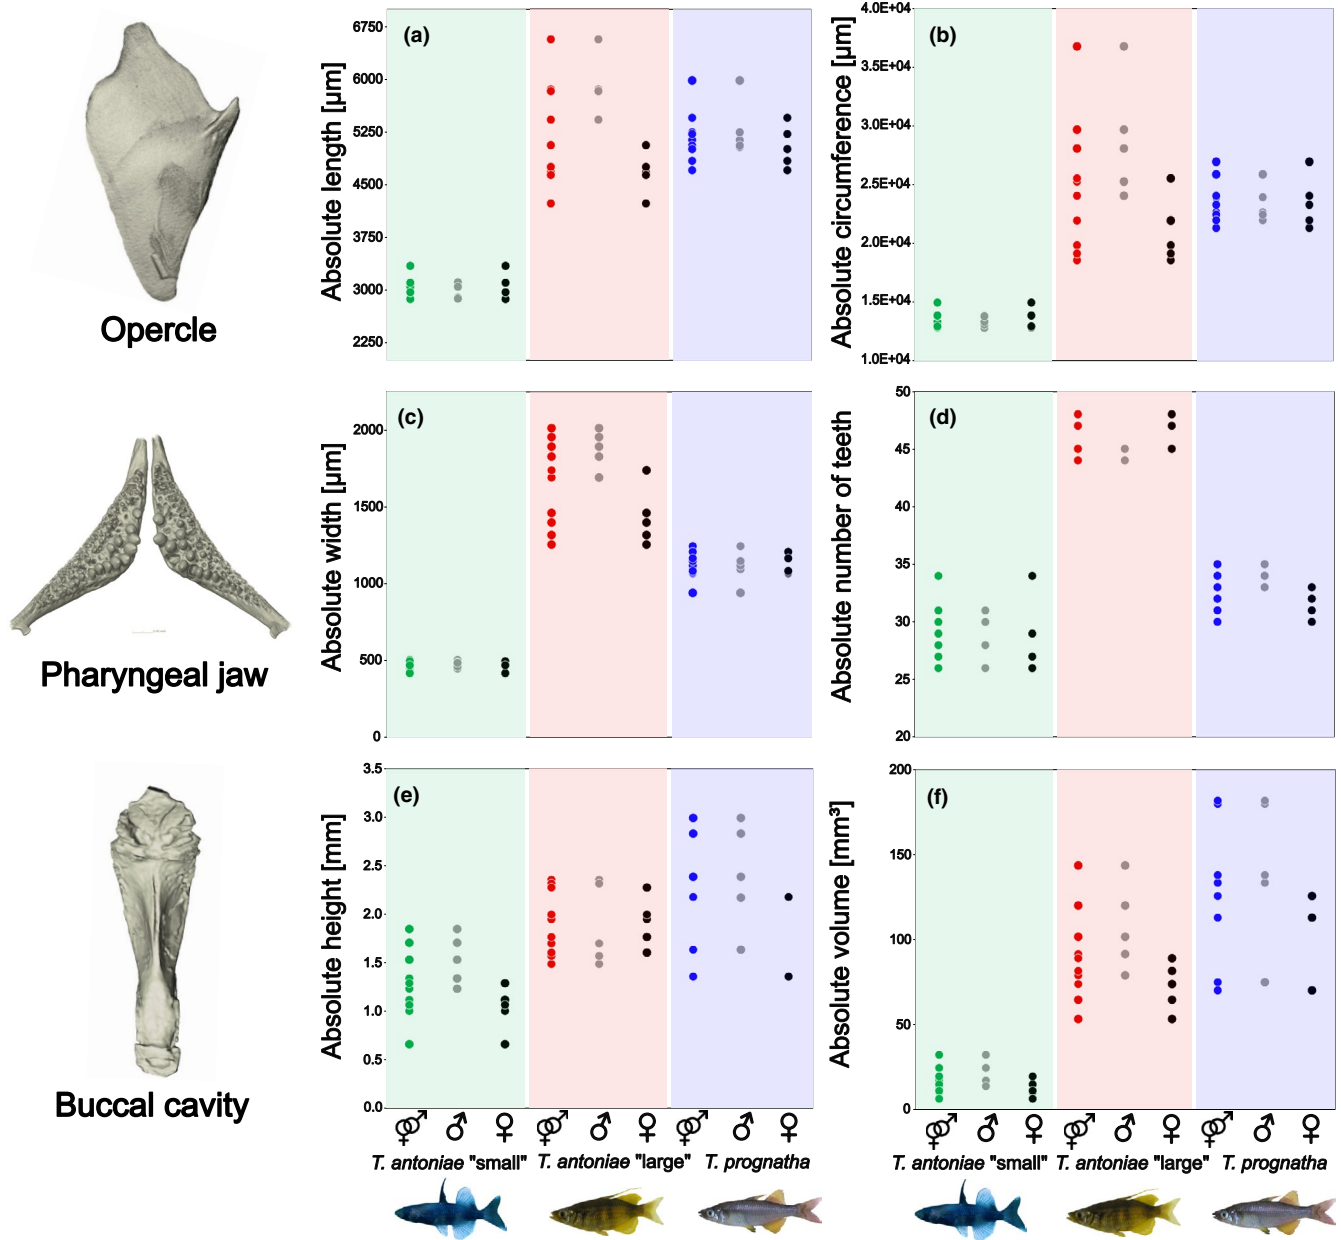 (a)
6750
6000
5250
4500
3750
3000
2250
Absolute length [µm]
(b)
4.0E+04
3.5E+04
3.0E+04
2.5E+04
2.0E+04
1.5E+04
1.0E+04
Absolute circumference [µm]
Opercle
(c)
2000
1500
1000
500
0
Absolute width [µm]
(d)
50
45
40
35
30
25
20
Absolute number of teeth
Pharyngeal jaw
(e)
3.5
3.0
2.5
2.0
1.5
1.0
0.5
0.0
Absolute height [mm]
(f)
200
150
100
50
0
Absolute volume [mm³]
Buccal cavity
⚤ ♂ ♀ ⚤ ♂ ♀ ⚤ ♂ ♀ ⚤ ♂ ♀ ⚤ ♂ ♀ ⚤ ♂ ♀
T. antoniae "small" T. antoniae "large" T. prognatha T. antoniae "small" T. antoniae "large" T. prognatha